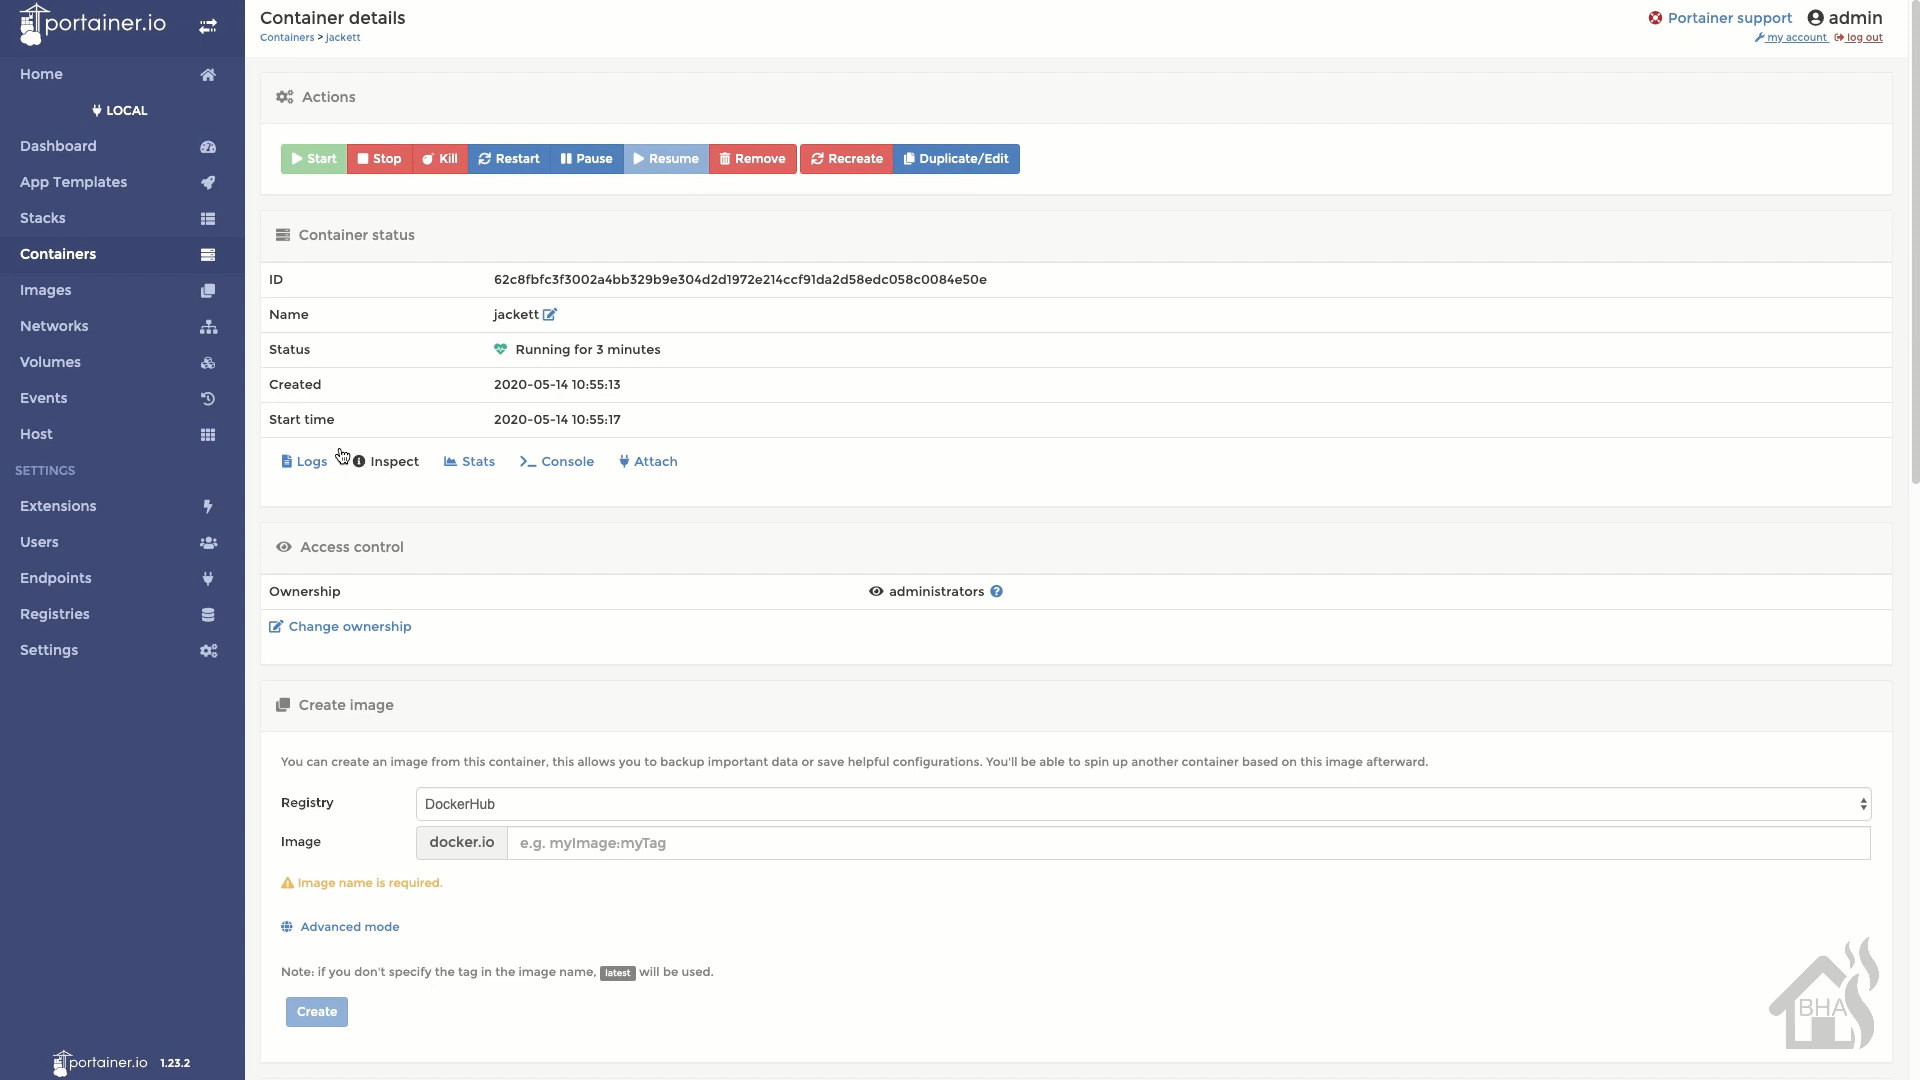 portainer.io
Container details
Containers > jackett
Portainer support
admin
my account
log out
Home
LOCAL
Dashboard
App Templates
Stacks
Containers
Images
Networks
Volumes
Events
Host
SETTINGS
Extensions
Users
Endpoints
Registries
Settings
portainer.io 1.23.2
Actions
Start Stop Kill Restart Pause Resume Remove Recreate Duplicate/Edit
Container status
ID 62c8fbfc3f3002a4bb329b9e304d2d1972e214ccf91da2d58edc058c0084e50e
Name jackett
Status Running for 3 minutes
Created 2020-05-14 10:55:13
Start time 2020-05-14 10:55:17
Logs Inspect Stats Console Attach
Access control
Ownership administrators
Change ownership
Create image
You can create an image from this container, this allows you to backup important data or save helpful configurations. You'll be able to spin up another container based on this image afterward.
Registry DockerHub
Image docker.io e.g. myImage:myTag
Image name is required.
Advanced mode
Note: if you don't specify the tag in the image name, latest will be used.
Create
BHA